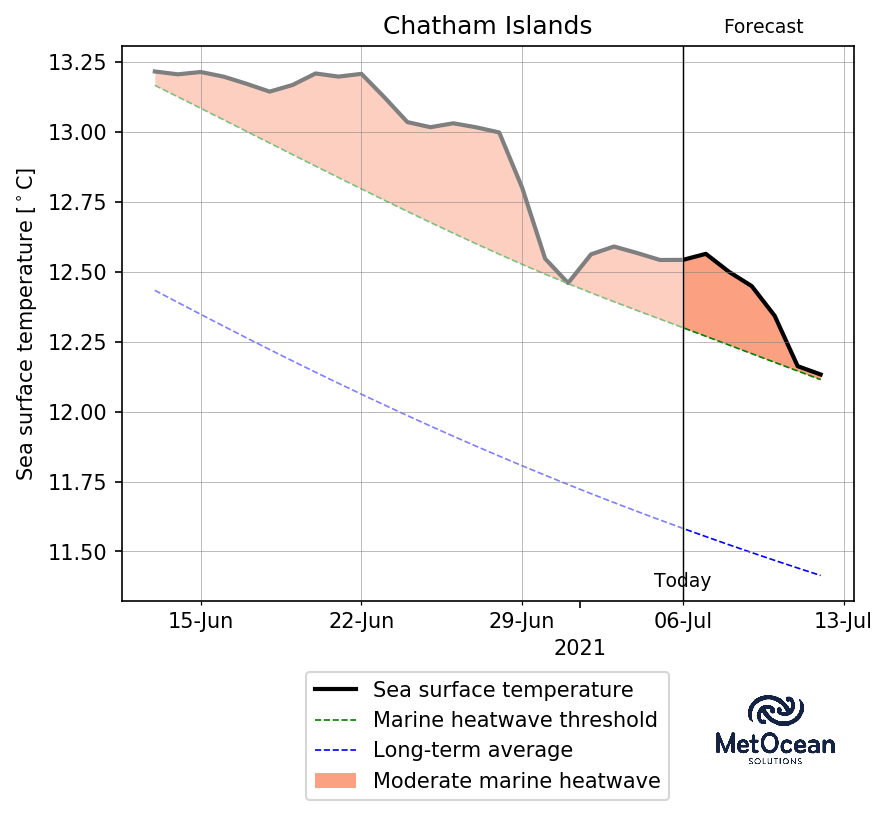 Chatham Islands
Forecast
Sea surface temperature [°C]
13.25
13.00
12.75
12.50
12.25
12.00
11.75
11.50
Today
15-Jun 22-Jun 29-Jun 06-Jul 13-Jul
2021
Sea surface temperature
Marine heatwave threshold
Long-term average
Moderate marine heatwave
MetOcean
SOLUTIONS